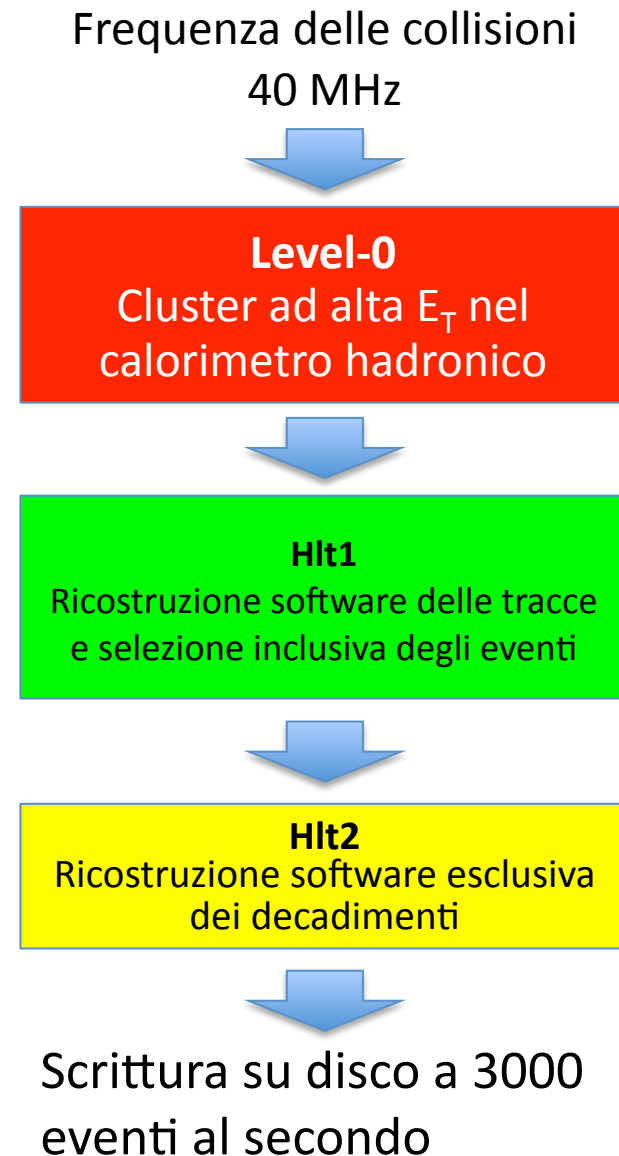 Frequenza delle collisioni
40 MHz
Level-0
Cluster ad alta E_T nel
calorimetro hadronico
Hlt1
Ricostruzione software delle tracce
e selezione inclusiva degli eventi
Hlt2
Ricostruzione software esclusiva
dei decadimenti
Scrittura su disco a 3000
eventi al secondo